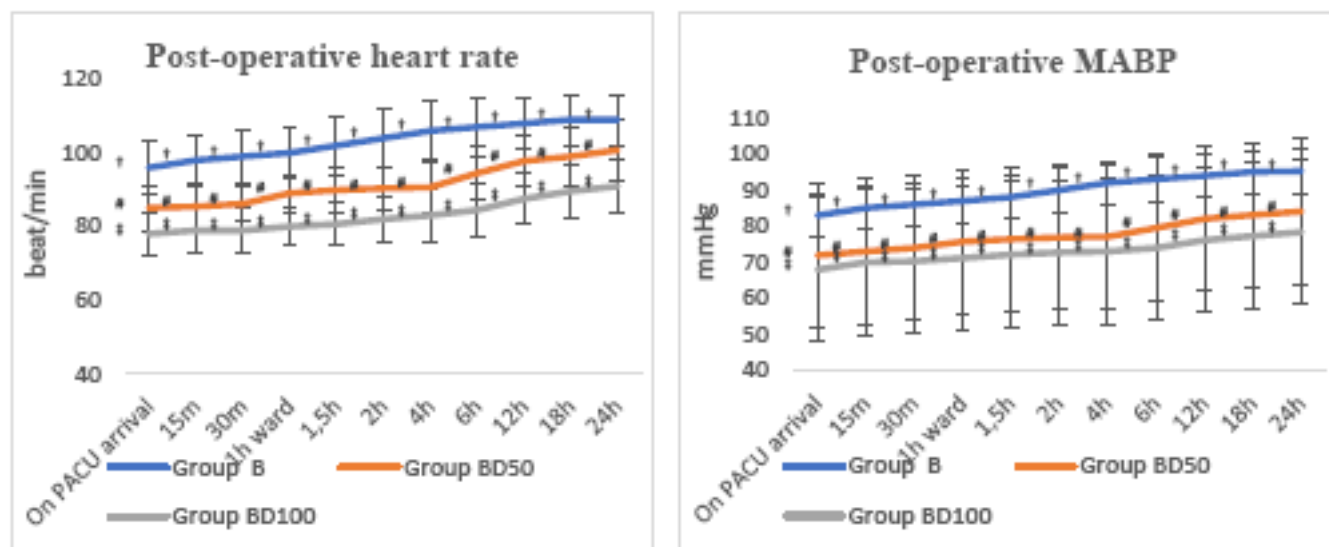 Post-operative heart rate
beat/min
120
100
80
60
40
On PACU arrival
15m
30m
1h ward
1,5h
2h
4h
6h
12h
18h
24h
Group B
Group BD50
Group BD100
Post-operative MABP
mmHg
110
100
90
80
70
60
50
40
On PACU arrival
15m
30m
1h ward
1,5h
2h
4h
6h
12h
18h
24h
Group B
Group BD50
Group BD100